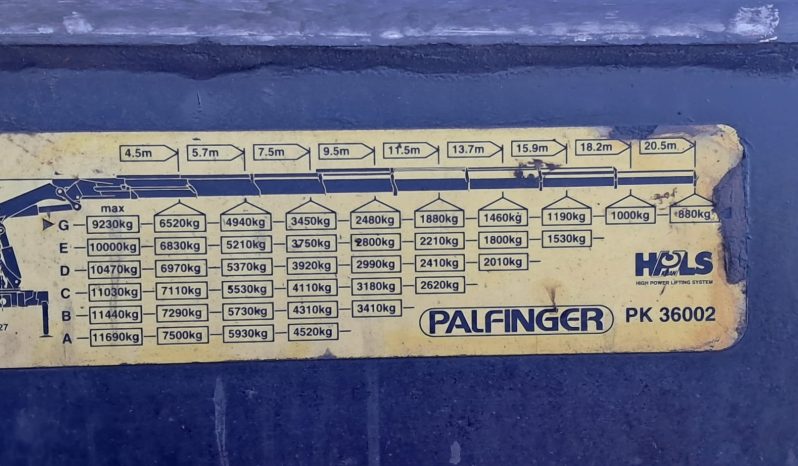 4.5m 5.7m 7.5m 9.5m 11.5m 13.7m 15.9m 18.2m 20.5m
max
G 9230kg 6520kg 4940kg 3450kg 2480kg 1880kg 1460kg 1190kg 1000kg 880kg
E 10000kg 6830kg 5210kg 3750kg 2800kg 2210kg 1800kg 1530kg
D 10470kg 6970kg 5370kg 3920kg 2990kg 2410kg 2010kg
C 11030kg 7110kg 5530kg 4110kg 3180kg 2620kg
B 11440kg 7290kg 5730kg 4310kg 3410kg
A 11690kg 7500kg 5930kg 4520kg
HPLS
HIGH POWER LIFTING SYSTEM
PALFINGER PK 36002
27